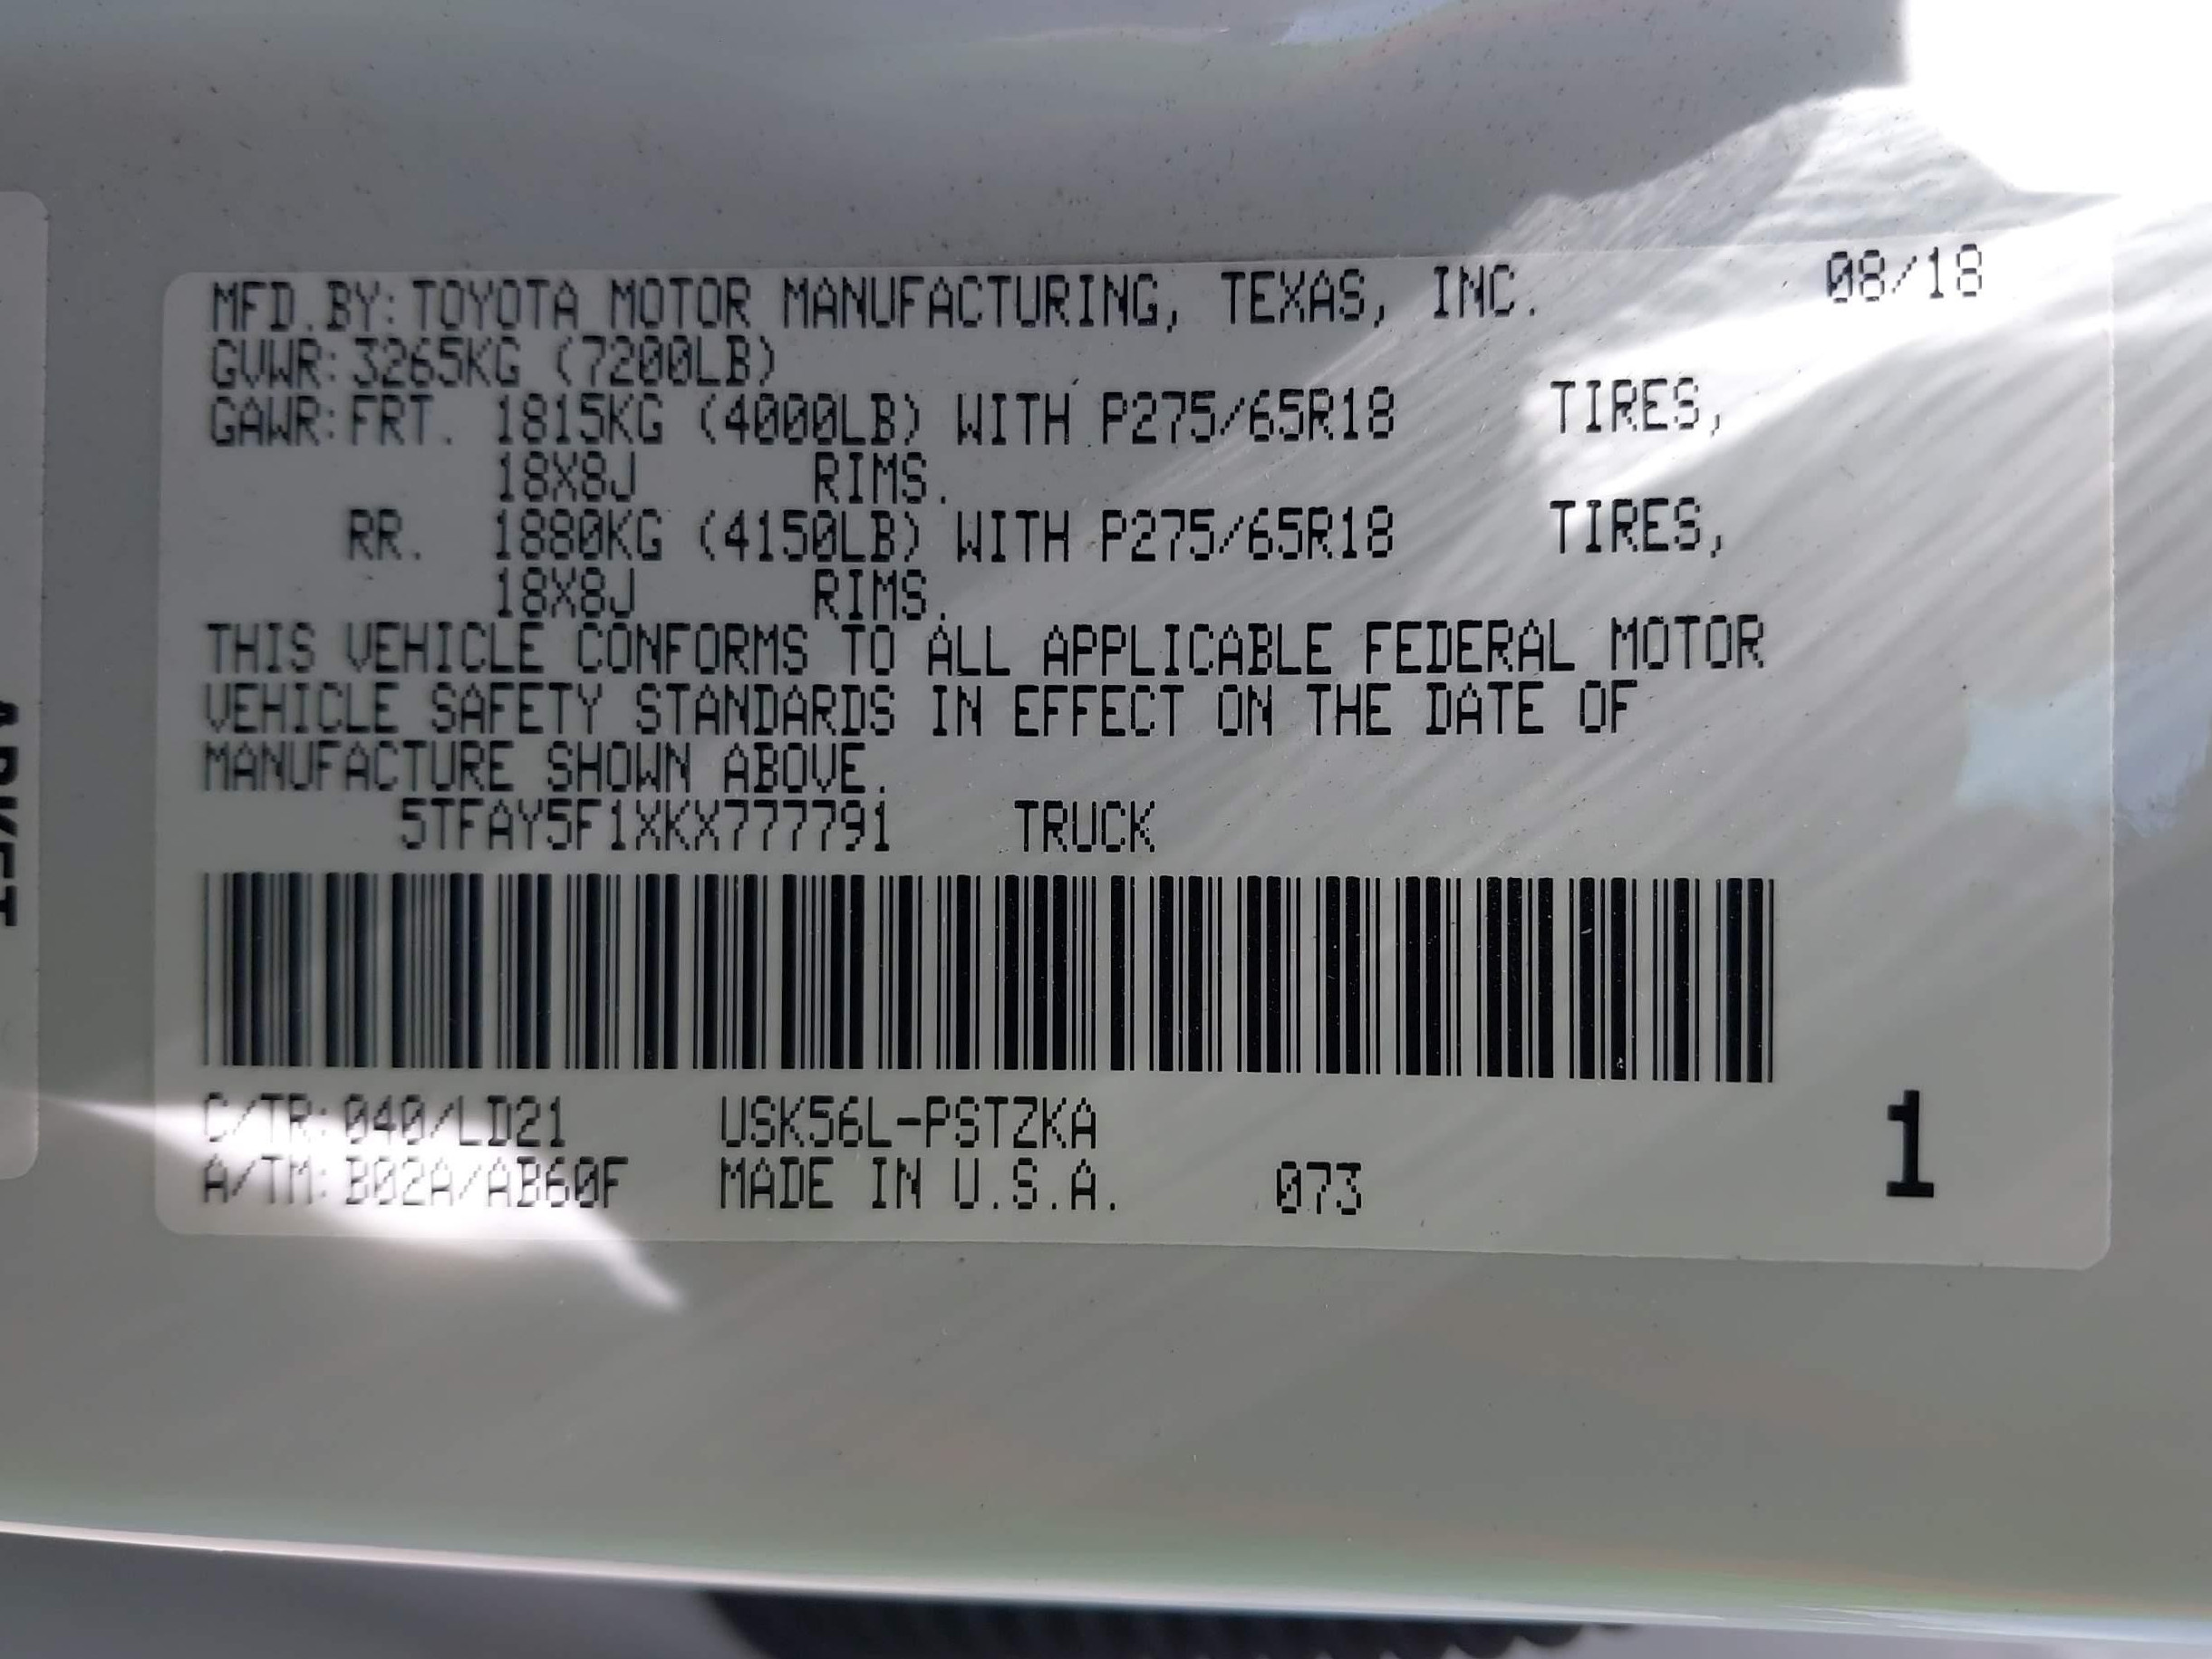 MFD.BY:TOYOTA MOTOR MANUFACTURING, TEXAS, INC. 08/18
GVWR:3265KG (7200LB)
GAWR:FRT. 1815KG (4000LB) WITH P275/65R18 TIRES,
18X8J RIMS.
RR. 1880KG (4150LB) WITH P275/65R18 TIRES,
18X8J RIMS.
THIS VEHICLE CONFORMS TO ALL APPLICABLE FEDERAL MOTOR
VEHICLE SAFETY STANDARDS IN EFFECT ON THE DATE OF
MANUFACTURE SHOWN ABOVE.
5TFAY5F1XKX777791 TRUCK
C/TR:040/LD21 USK56L-PSTZKA
A/TM:B02A/AB60F MADE IN U.S.A. 073
1